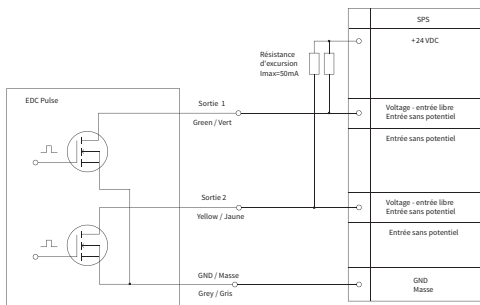 SPS
+24 VDC
Résistance
d'excursion
Imax=50mA
EDC Pulse
Sortie 1
Green / Vert
Voltage - entrée libre
Entrée sans potentiel
Entrée sans potentiel
Sortie 2
Yellow / Jaune
Voltage - entrée libre
Entrée sans potentiel
Entrée sans potentiel
GND / Masse
Grey / Gris
GND
Masse